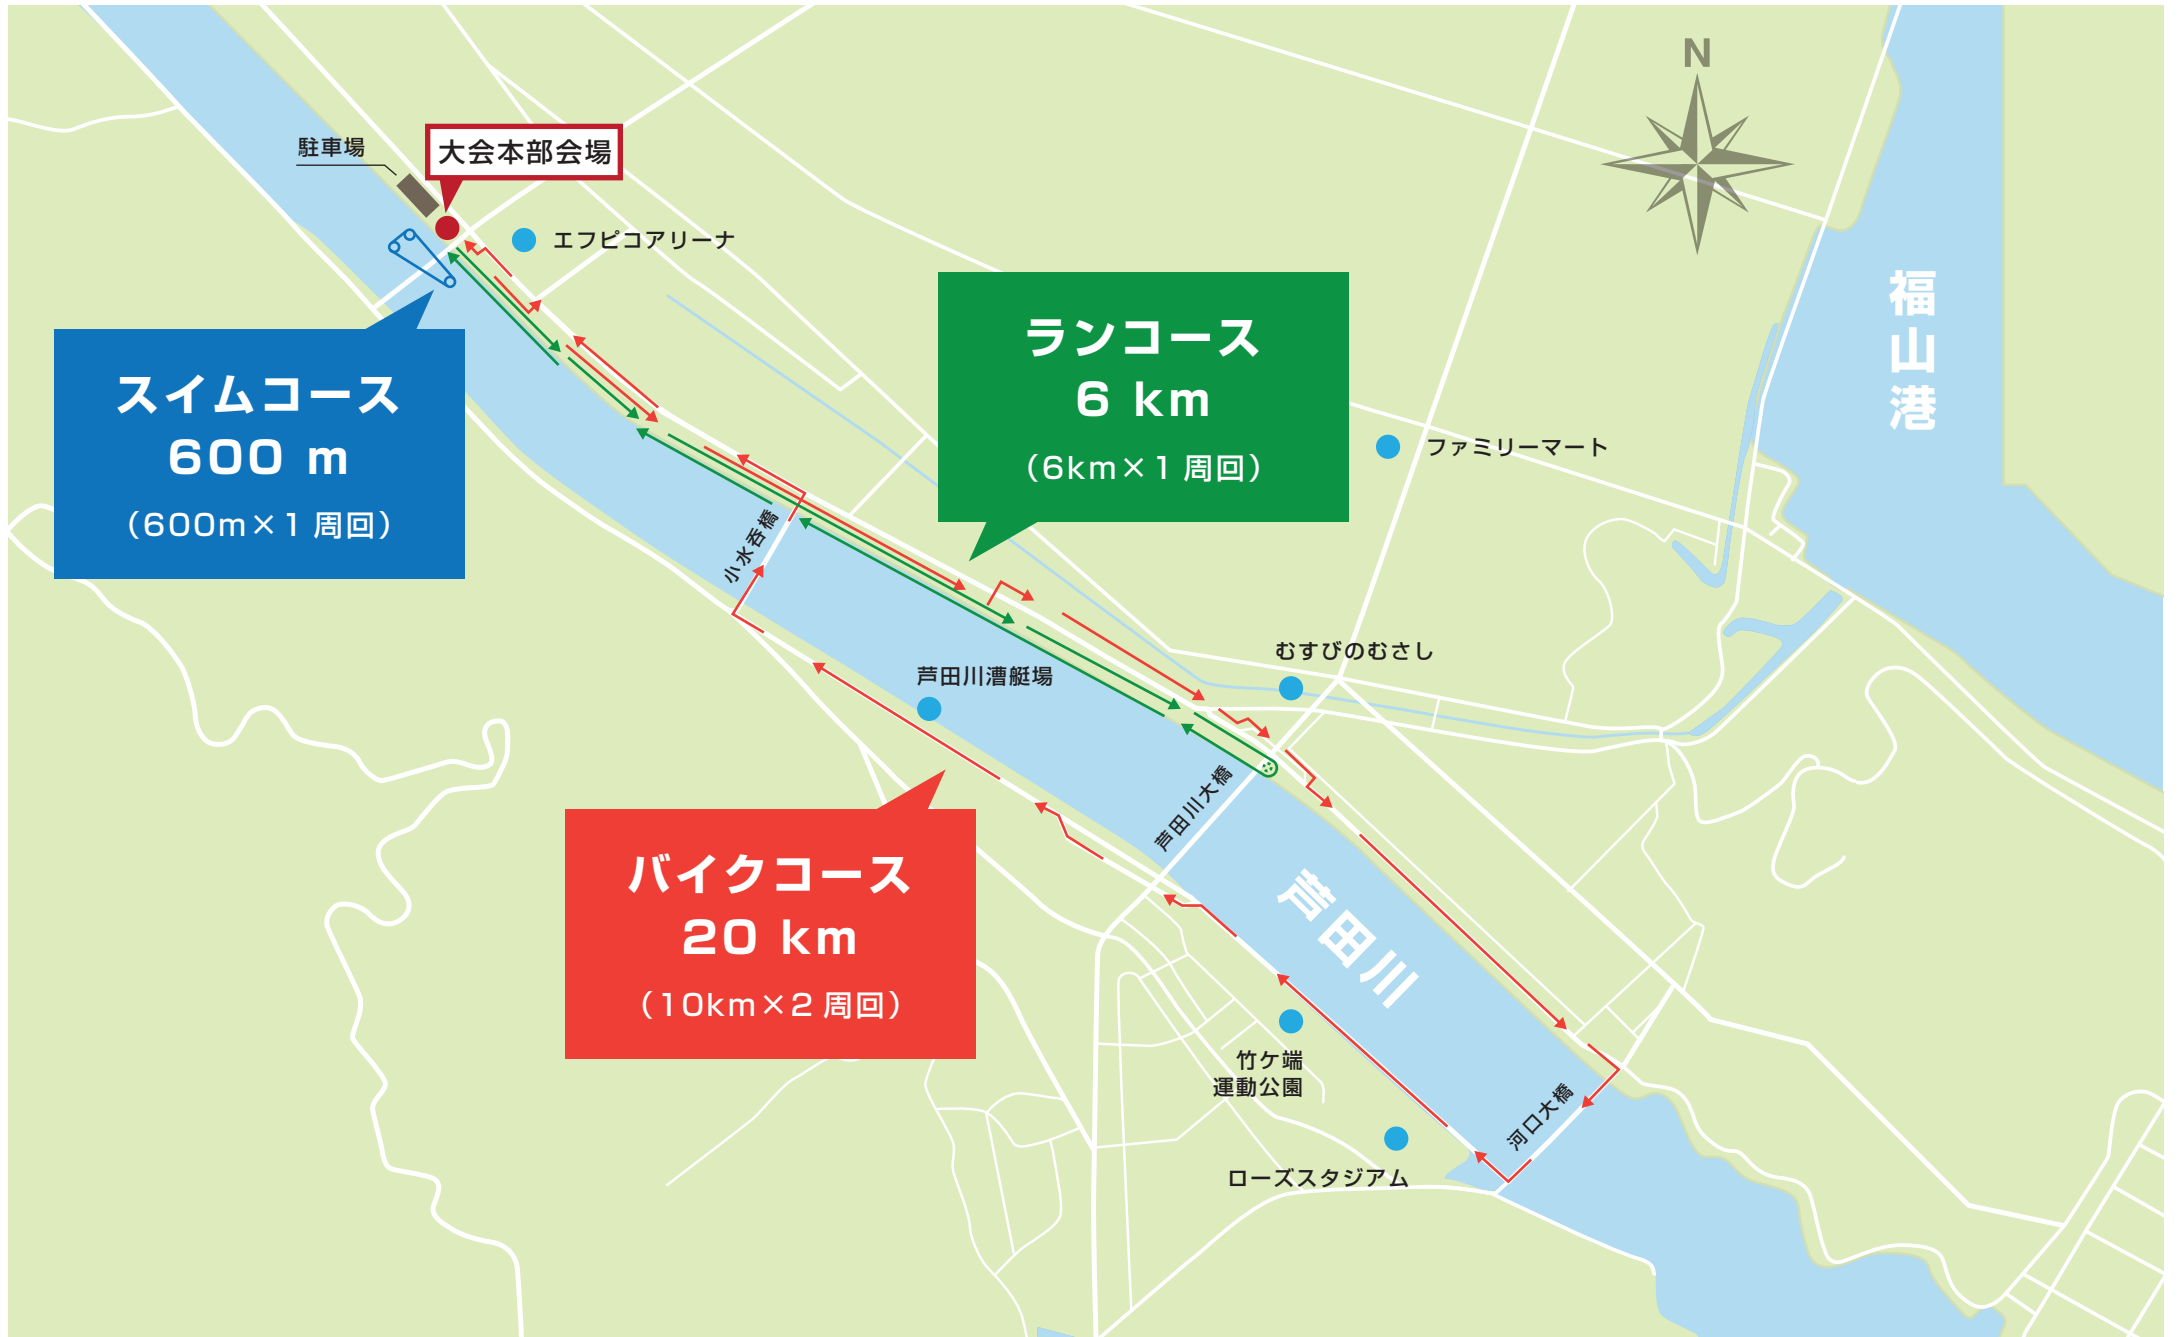 N
駐車場
大会本部会場
エフピコアリーナ
福山港
ランコース
6 km
（6km×1 周回）
スイムコース
600 m
（600m×1 周回）
ファミリーマート
小水呑橋
むすびのむさし
芦田川漕艇場
芦田川大橋
バイクコース
20 km
（10km×2 周回）
芦田川
竹ケ端
運動公園
河口大橋
ローズスタジアム